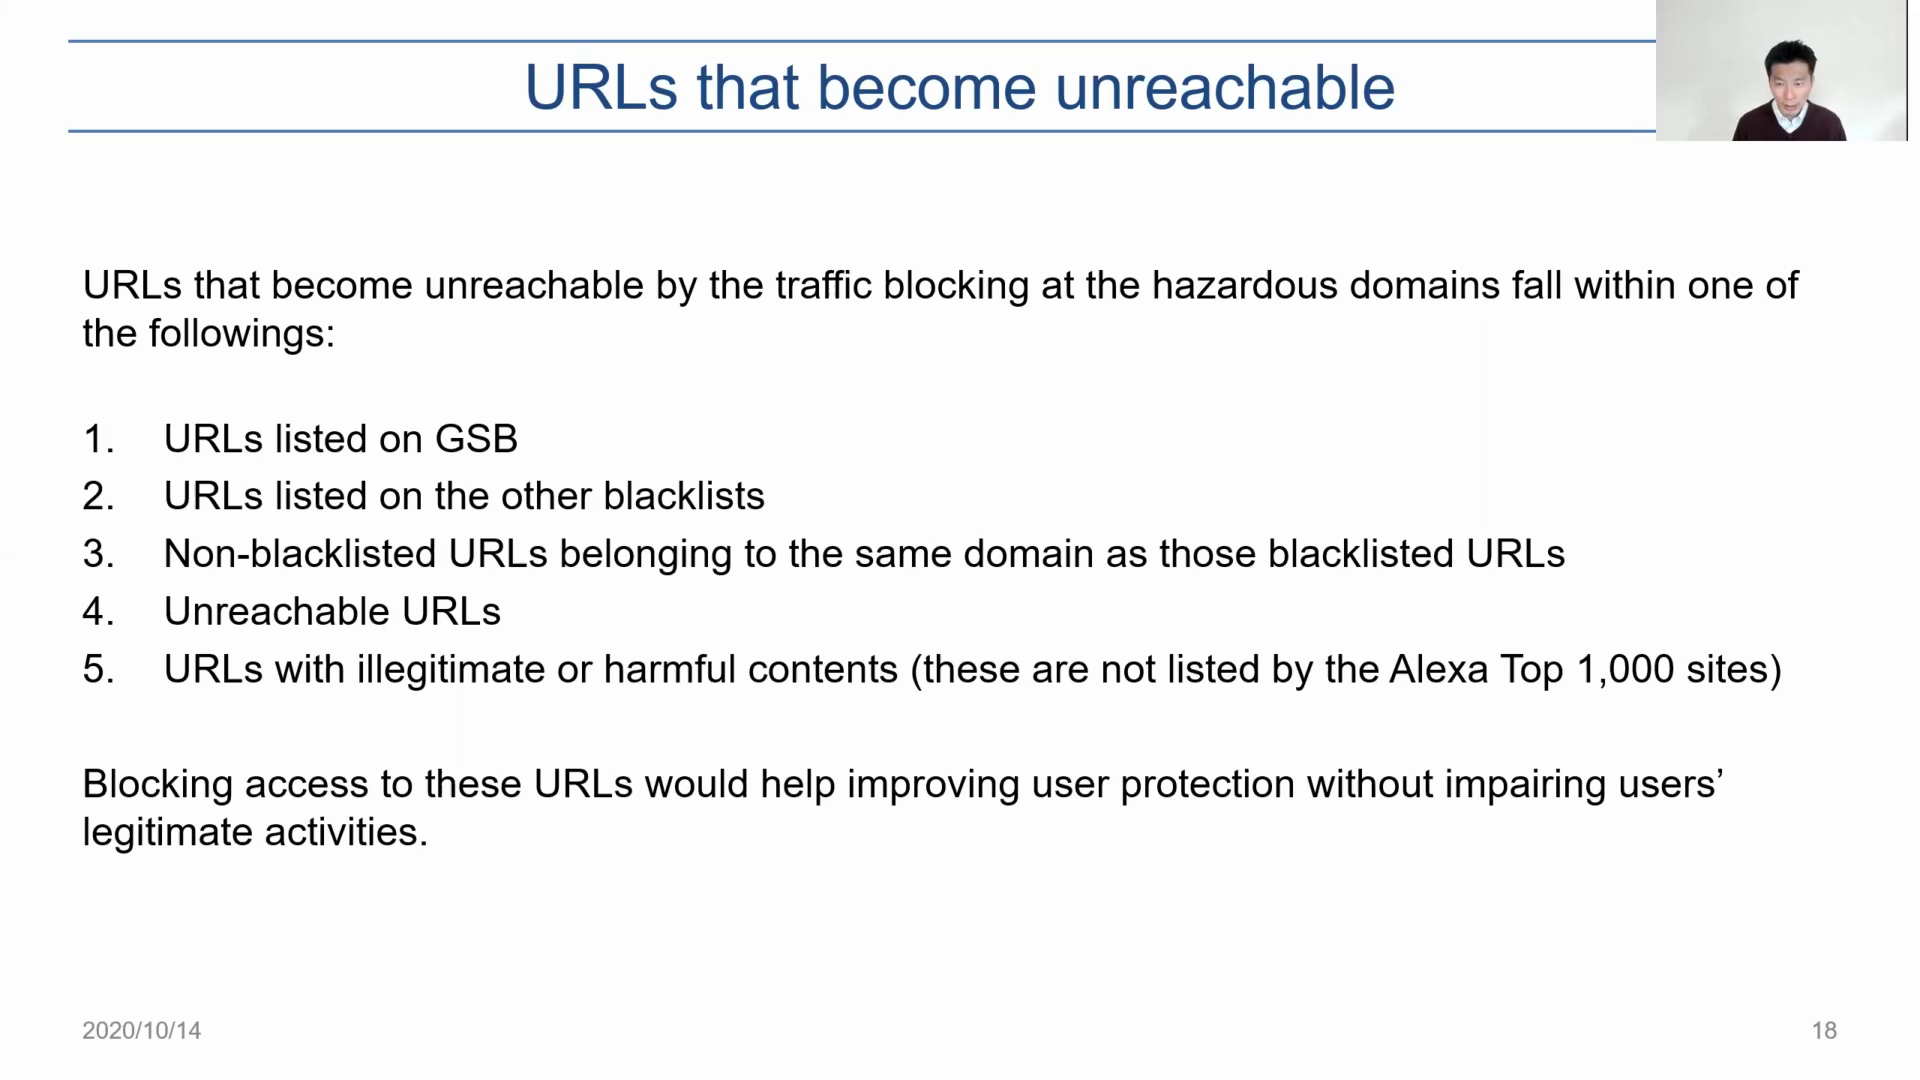 URLs that become unreachable
URLs that become unreachable by the traffic blocking at the hazardous domains fall within one of
the followings:
1. URLs listed on GSB
2. URLs listed on the other blacklists
3. Non-blacklisted URLs belonging to the same domain as those blacklisted URLs
4. Unreachable URLs
5. URLs with illegitimate or harmful contents (these are not listed by the Alexa Top 1,000 sites)
Blocking access to these URLs would help improving user protection without impairing users’
legitimate activities.
2020/10/14
18